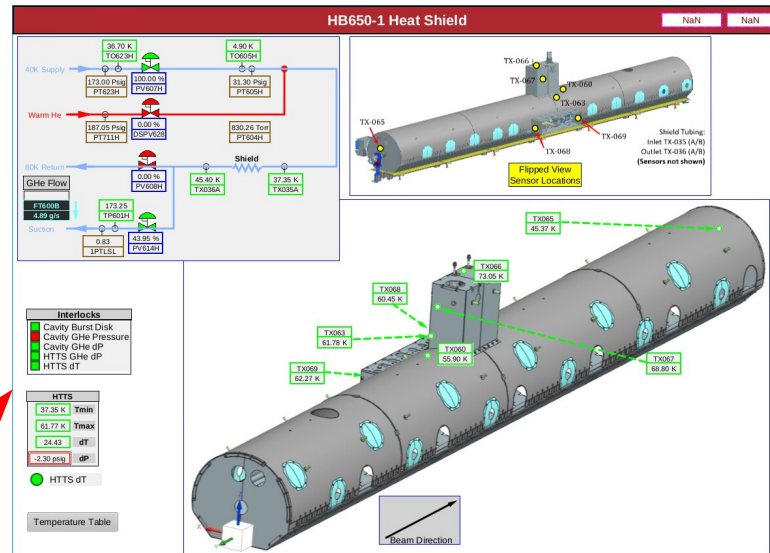 HB650-1 Heat Shield
NaN
NaN
36.70 K
TO623H
4.90 K
TO605H
40K Supply
173.00 Psig
PT623H
100.00 %
PV607H
31.30 Psig
PT605H
Warm He
187.05 Psig
PT711H
0.00 %
DSPV628
830.26 Torr
PT604H
80K Return
0.00 %
PV608H
Shield
45.40 K
TX036A
37.35 K
TX035A
GHe Flow
FT600B
4.89 g/s
173.25
TP601H
Suction
0.83
1PTLSL
43.95 %
PV614H
TX-066
TX-067
TX-060
TX-063
TX-065
TX-069
TX-068
Shield Tubing:
Inlet TX-035 (A/B)
Outlet TX-036 (A/B)
(Sensors not shown)
Flipped View
Sensor Locations
TX065
45.37 K
TX066
73.05 K
TX068
60.45 K
TX063
61.78 K
TX060
55.90 K
TX067
68.80 K
TX069
62.27 K
Interlocks
Cavity Burst Disk
Cavity GHe Pressure
Cavity GHe dP
HTTS GHe dP
HTTS dT
HTTS
37.35 K Tmin
61.77 K Tmax
24.43 dT
-2.30 psig dP
HTTS dT
Temperature Table
X
Y
Beam Direction